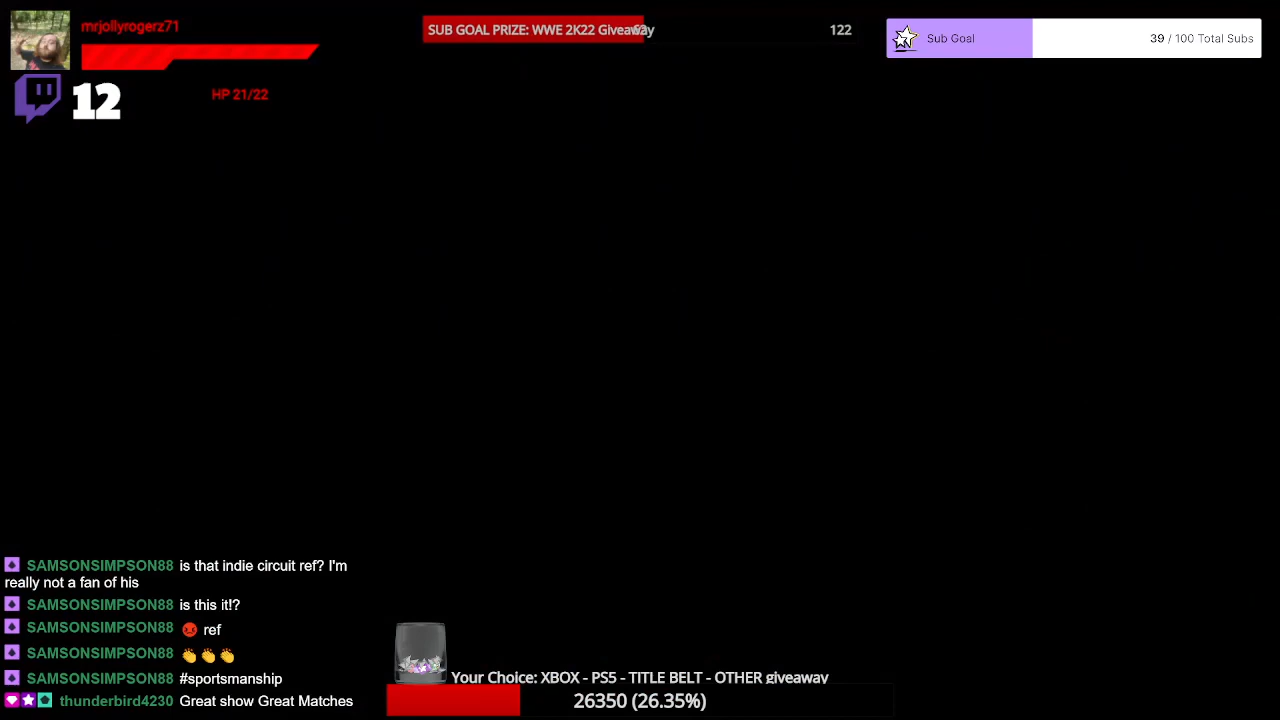 mrjollyrogerz71
SUB GOAL PRIZE: WWE 2K22 Giveaway
122
Sub Goal
39 / 100 Total Subs
12
HP 21/22
SAMSONSIMPSON88 is that indie circuit ref? I'm
really not a fan of his
SAMSONSIMPSON88 is this it!?
SAMSONSIMPSON88 😡 ref
SAMSONSIMPSON88 👏👏👏
SAMSONSIMPSON88 #sportsmanship
thunderbird4230 Great show Great Matches
Your Choice: XBOX - PS5 - TITLE BELT - OTHER giveaway
26350 (26.35%)